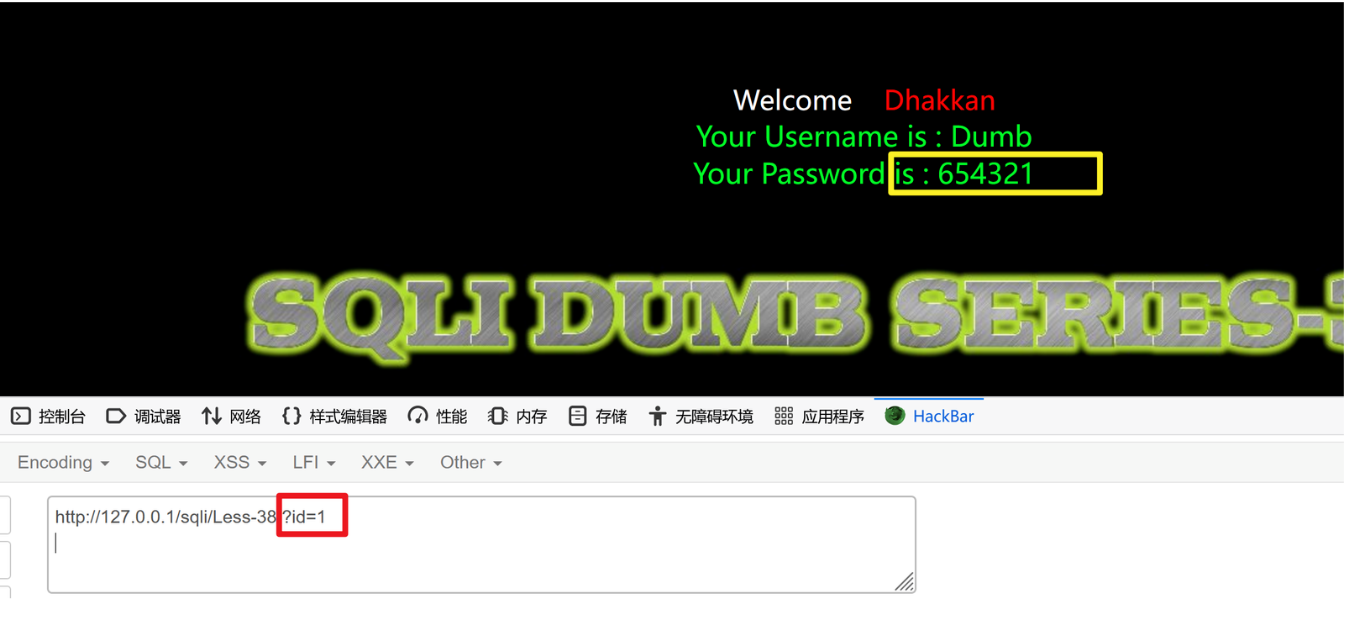 Welcome Dhakkan
Your Username is : Dumb
Your Password is : 654321
SQLI DUMB SERIES-
控制台 调试器 网络 样式编辑器 性能 内存 存储 无障碍环境 应用程序 HackBar
Encoding SQL XSS LFI XXE Other
http://127.0.0.1/sqli/Less-38/?id=1